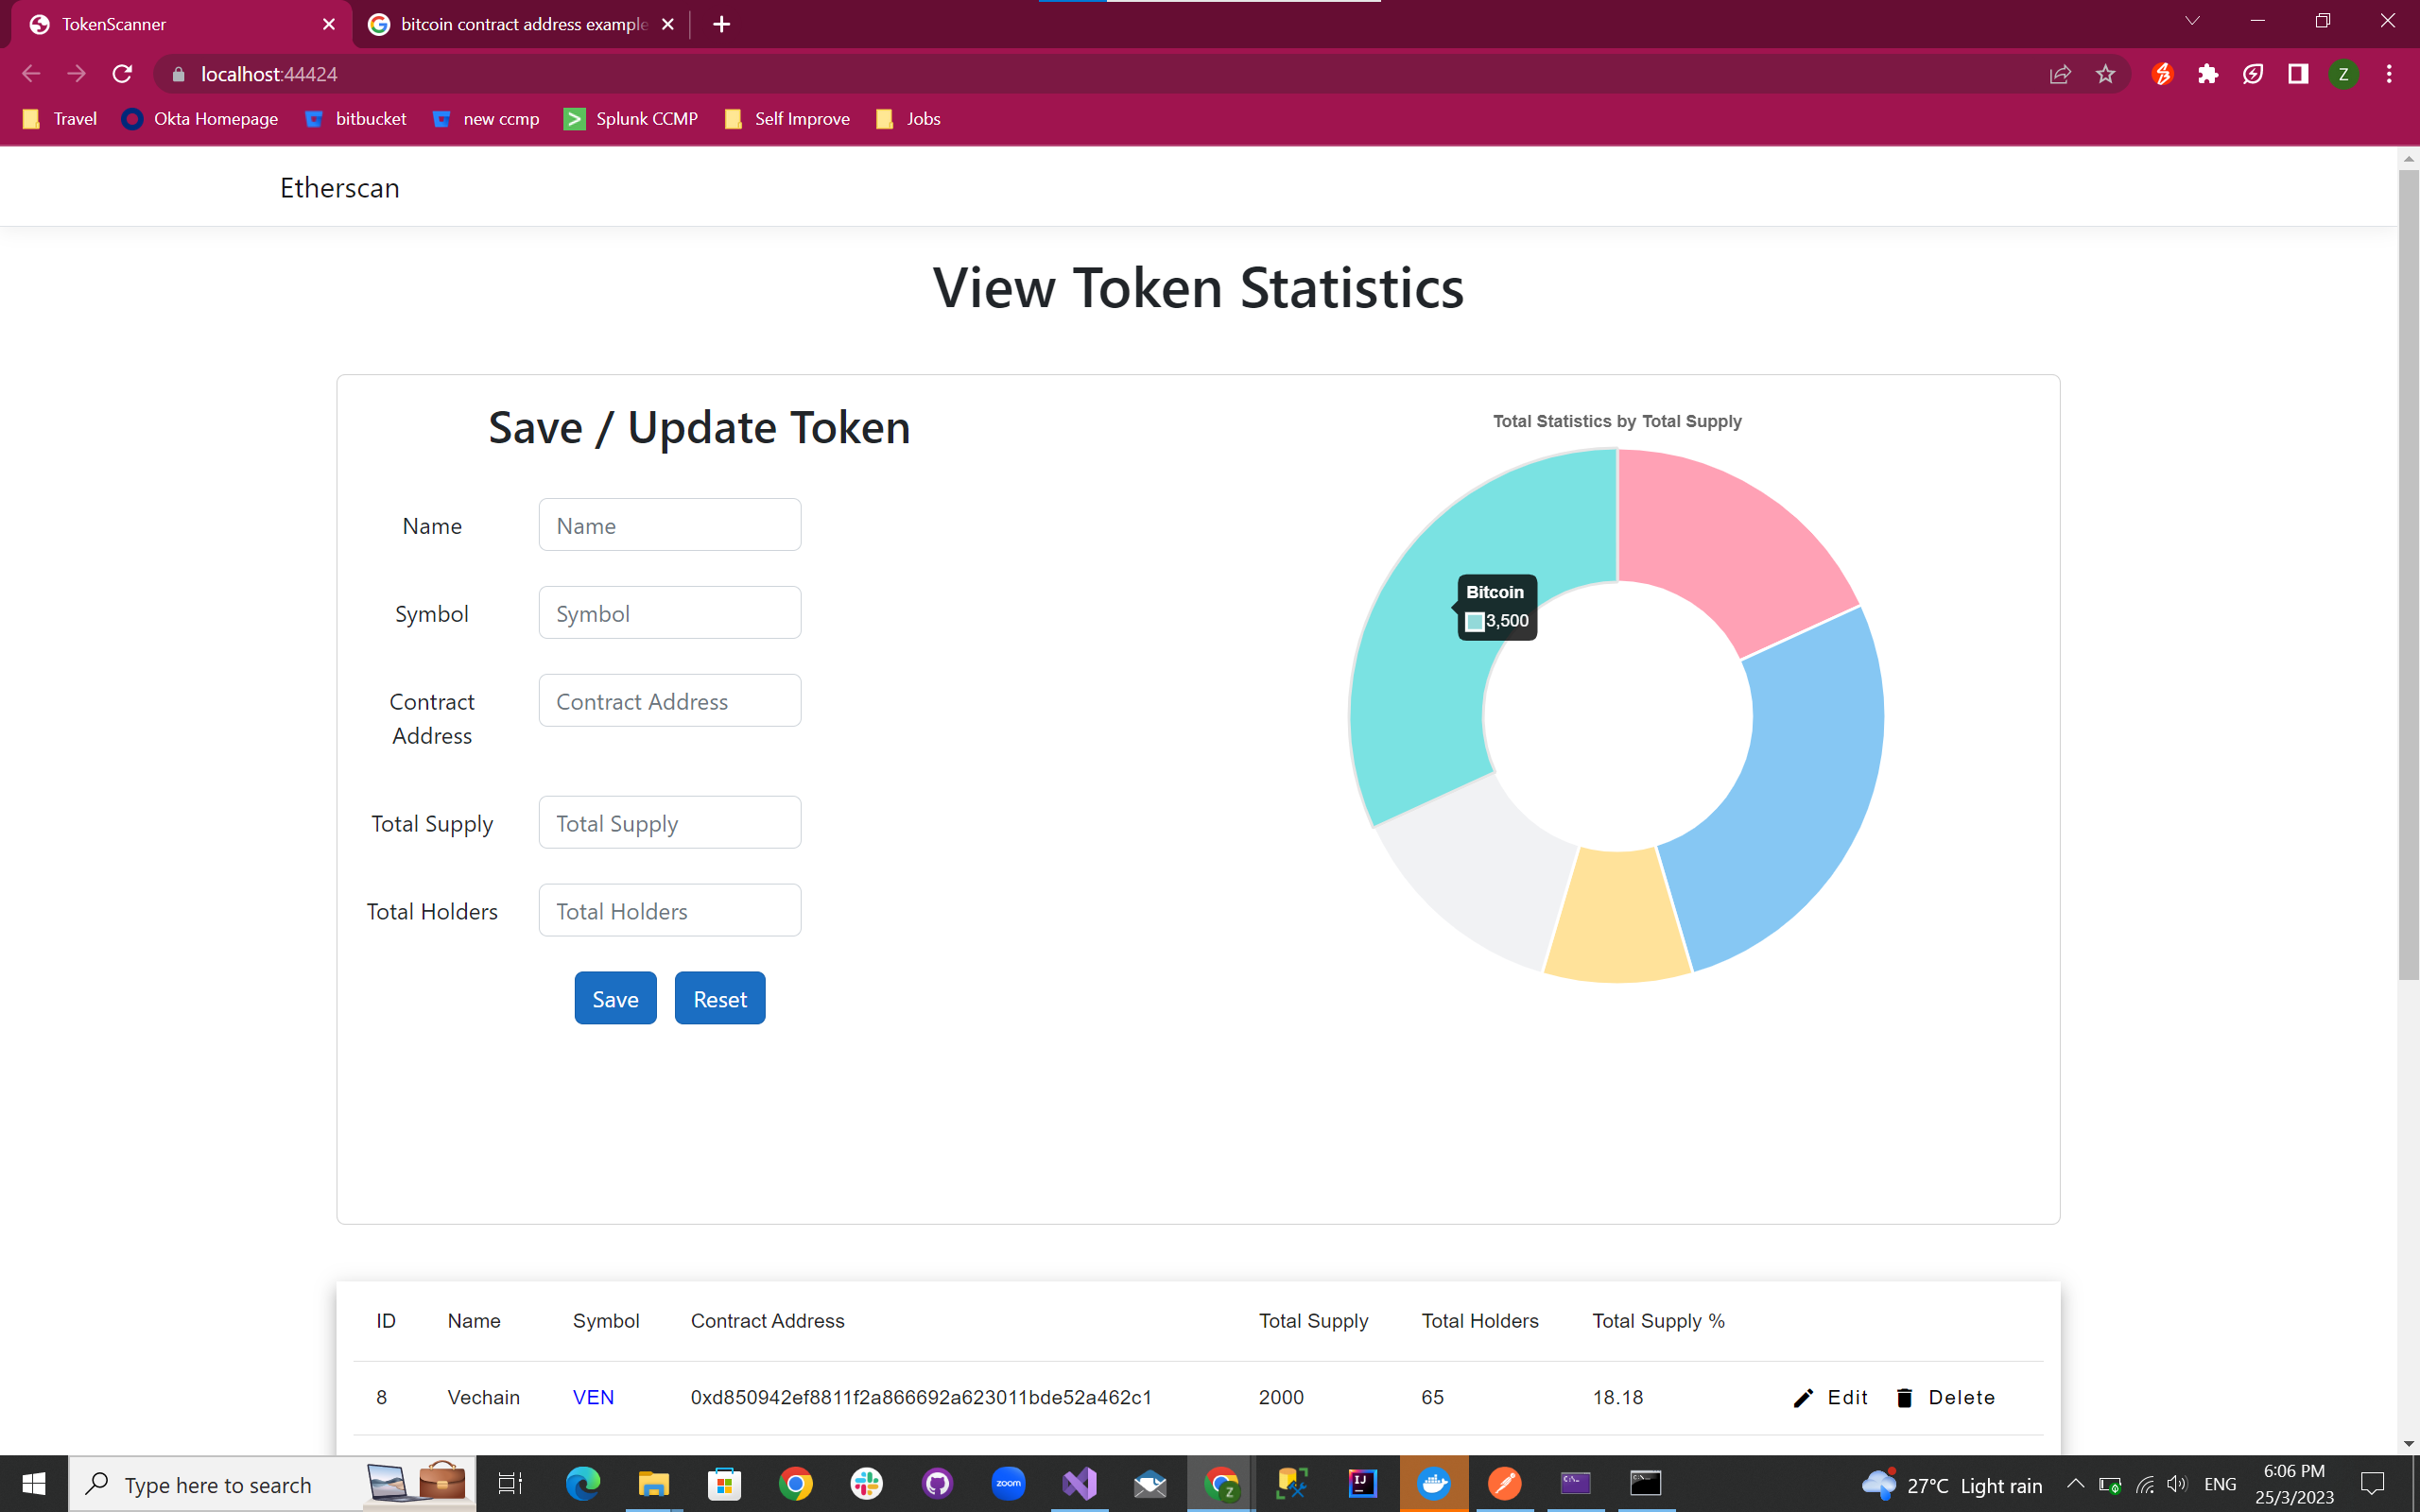 TokenScanner
bitcoin contract address example
localhost:44424
Z
Travel
Okta Homepage
bitbucket
new ccmp
Splunk CCMP
Self Improve
Jobs
Etherscan
View Token Statistics
Save / Update Token
Name
Name
Symbol
Symbol
Contract
Address
Contract Address
Total Supply
Total Supply
Total Holders
Total Holders
Save
Reset
Total Statistics by Total Supply
Bitcoin
3,500
ID Name Symbol Contract Address Total Supply Total Holders Total Supply %
8 Vechain VEN 0xd850942ef8811f2a866692a623011bde52a462c1 2000 65 18.18 Edit Delete
Type here to search
zoom
IJ
Z
27°C Light rain
ENG
6:06 PM
25/3/2023